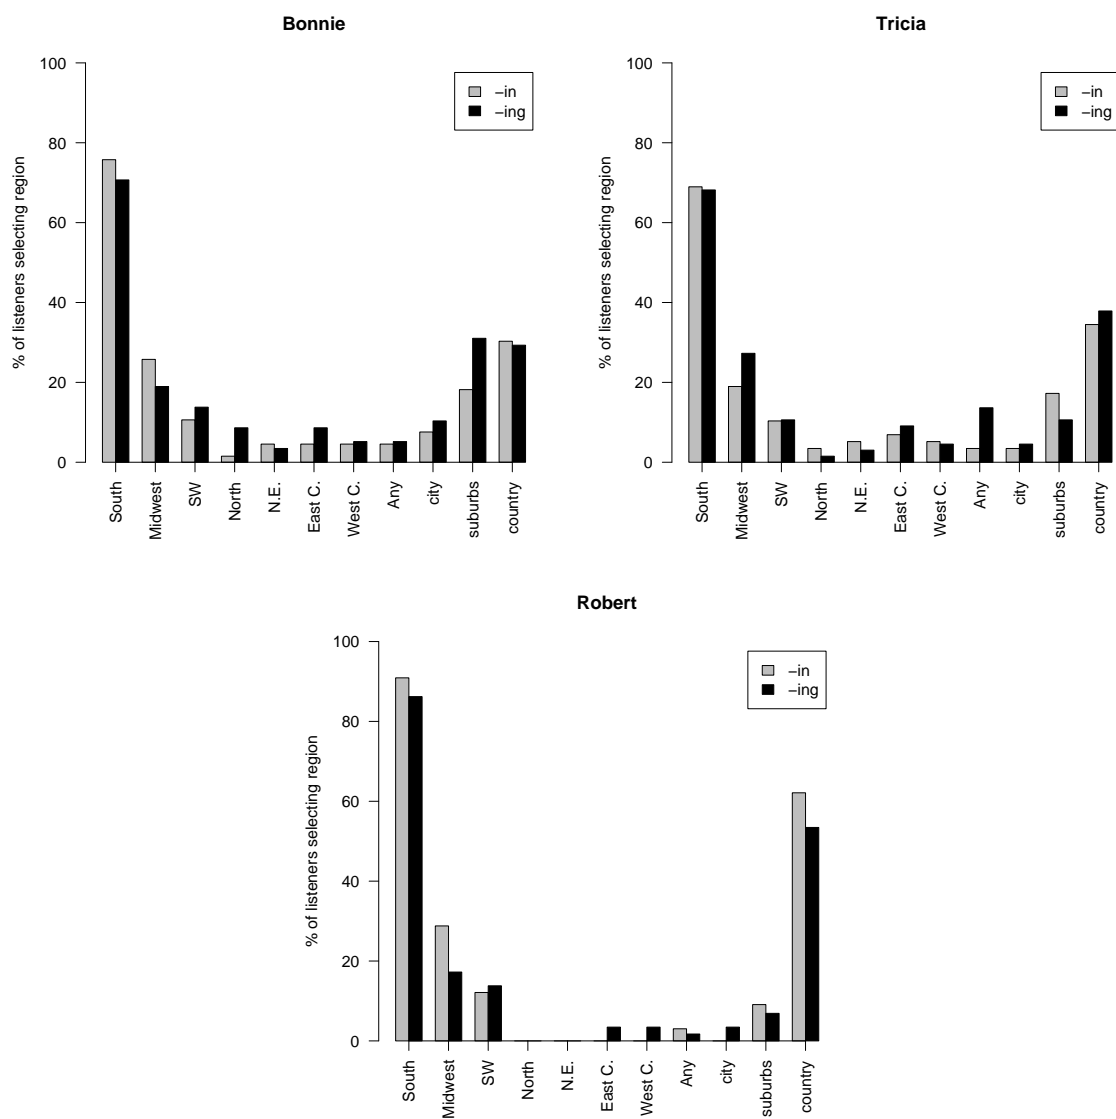 Bonnie
% of listeners selecting region
100
80
60
40
20
0
–in
–ing
South
Midwest
SW
North
N.E.
East C.
West C.
Any
city
suburbs
country
Tricia
% of listeners selecting region
100
80
60
40
20
0
–in
–ing
South
Midwest
SW
North
N.E.
East C.
West C.
Any
city
suburbs
country
Robert
% of listeners selecting region
100
80
60
40
20
0
–in
–ing
South
Midwest
SW
North
N.E.
East C.
West C.
Any
city
suburbs
country